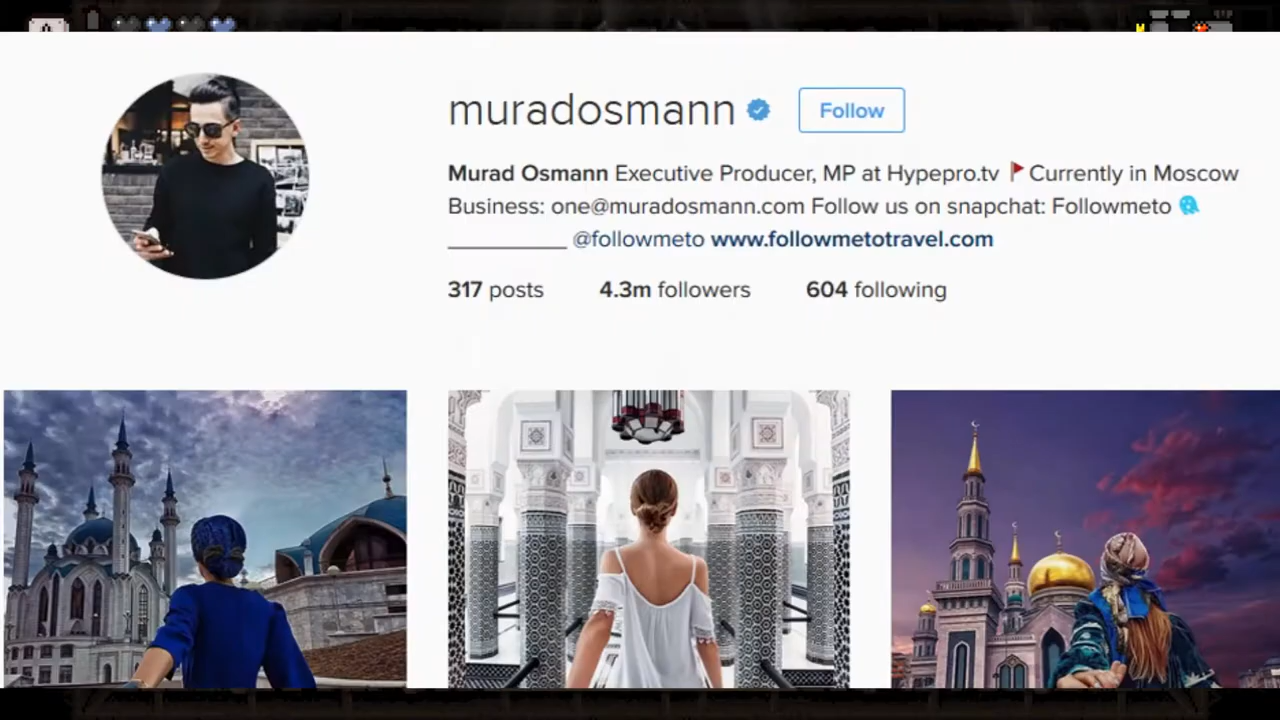 muradosmann Follow
Murad Osmann Executive Producer, MP at Hypepro.tv Currently in Moscow
Business: one@muradosmann.com Follow us on snapchat: Followmeto
__________ @followmeto www.followmetotravel.com
317 posts 4.3m followers 604 following